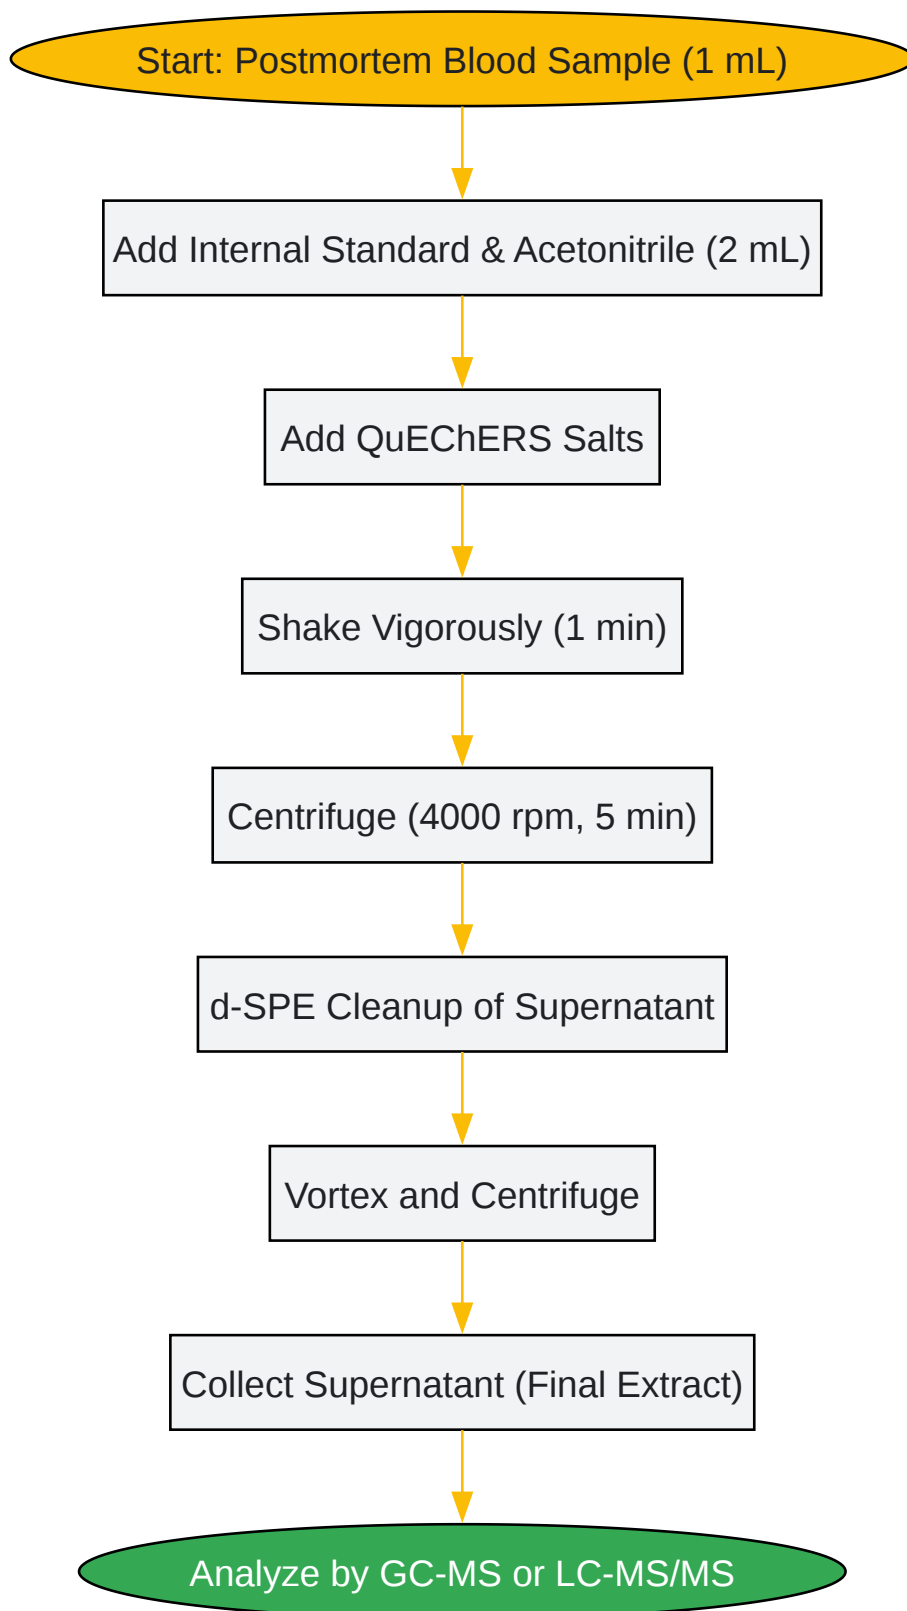 Start: Postmortem Blood Sample (1 mL)
Add Internal Standard & Acetonitrile (2 mL)
Add QuEChERS Salts
Shake Vigorously (1 min)
Centrifuge (4000 rpm, 5 min)
d-SPE Cleanup of Supernatant
Vortex and Centrifuge
Collect Supernatant (Final Extract)
Analyze by GC-MS or LC-MS/MS